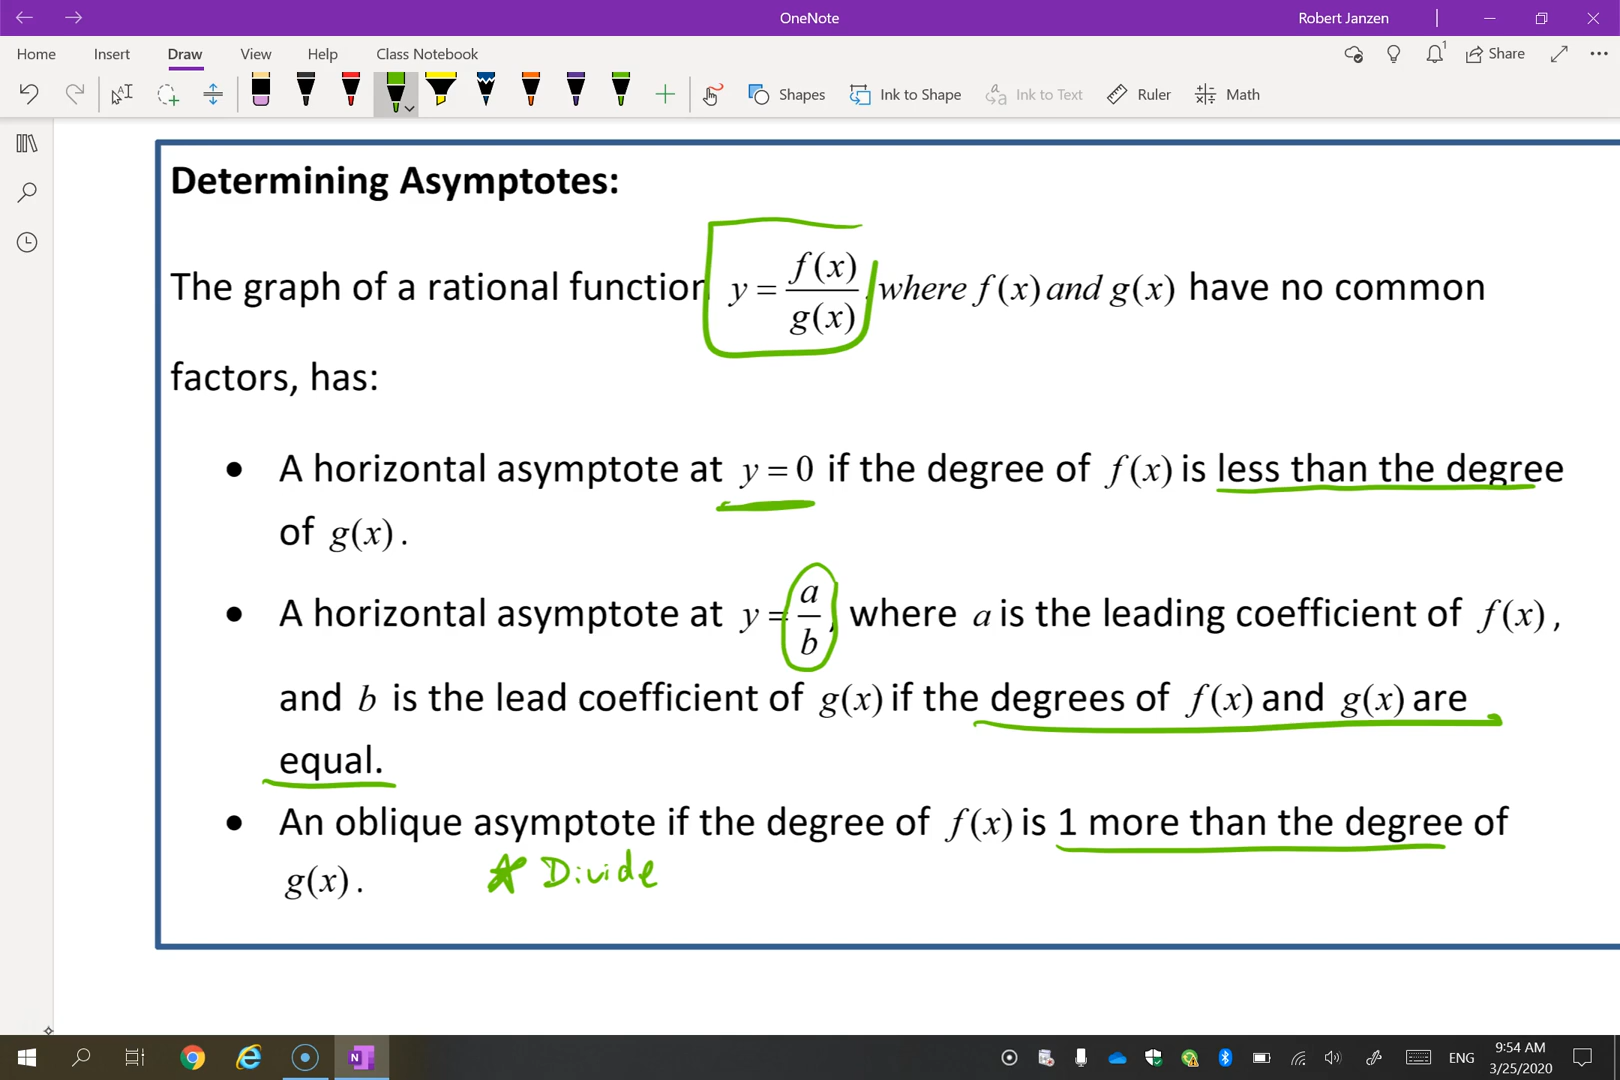 OneNote
Robert Janzen
Home Insert Draw View Help Class Notebook
1
Share
Shapes Ink to Shape Ink to Text Ruler Math
Determining Asymptotes:
The graph of a rational function y = f(x)/g(x), where f(x) and g(x) have no common
factors, has:
• A horizontal asymptote at y = 0 if the degree of f(x) is less than the degree
of g(x).
• A horizontal asymptote at y = a/b, where a is the leading coefficient of f(x),
and b is the lead coefficient of g(x) if the degrees of f(x) and g(x) are
equal.
• An oblique asymptote if the degree of f(x) is 1 more than the degree of
g(x). ★ Divide
ENG
9:54 AM
3/25/2020